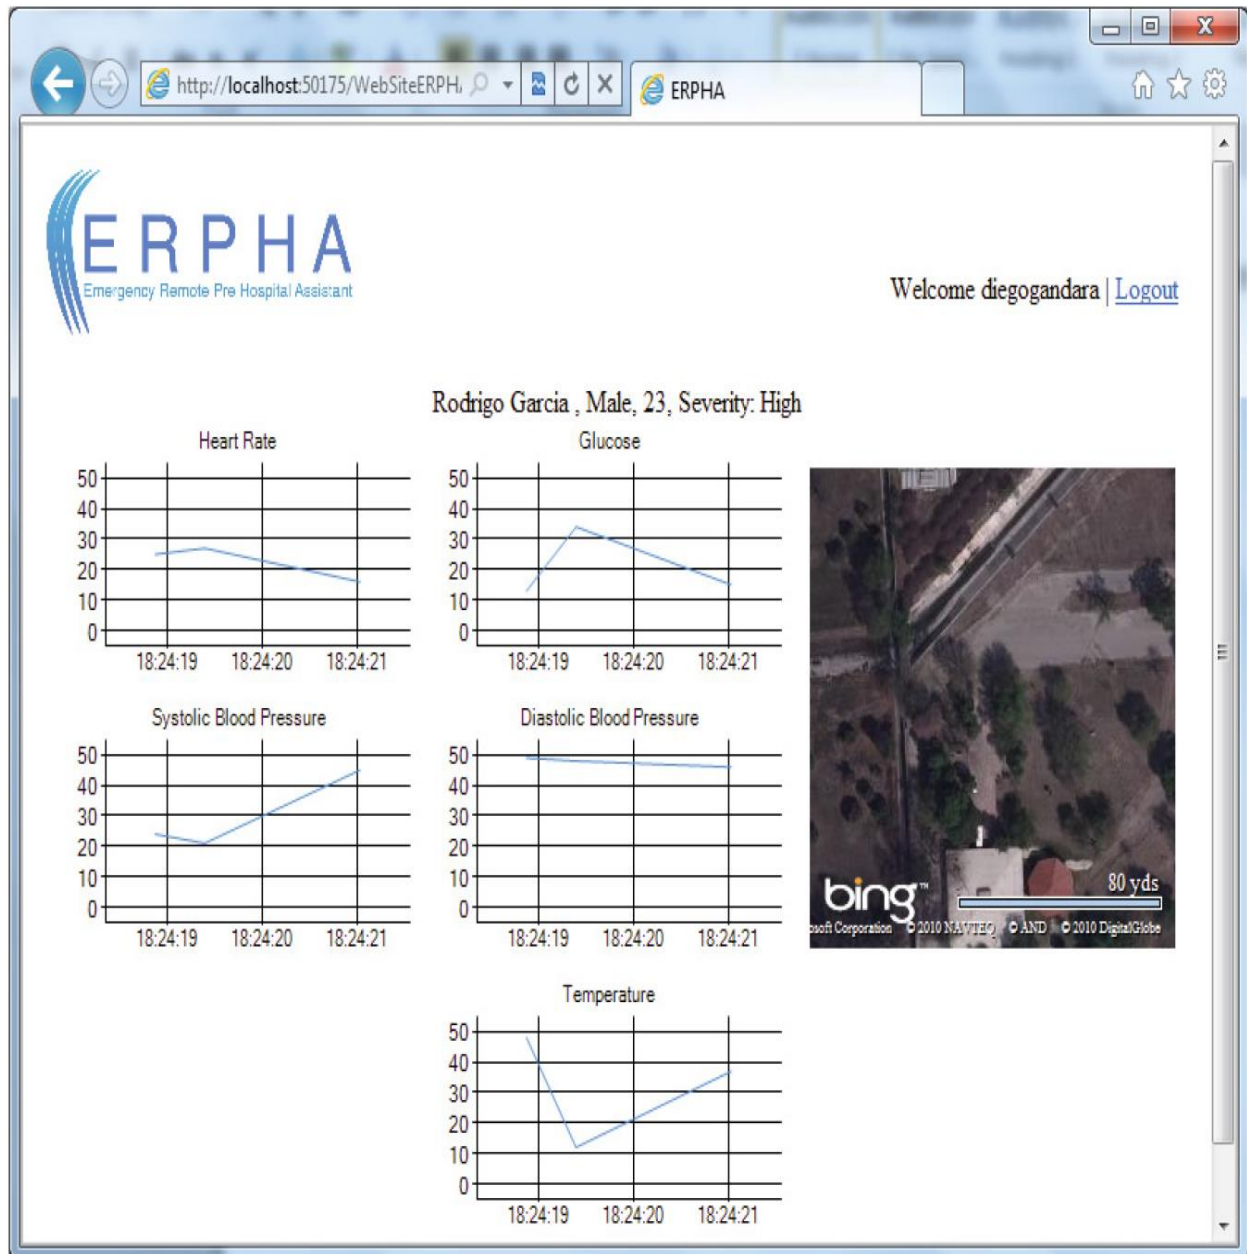 http://localhost:50175/WebSiteERPH
ERPHA
ERPHA
Emergency Remote Pre Hospital Assistant
Welcome diegogandara | Logout
Rodrigo Garcia , Male, 23, Severity: High
Heart Rate
50
40
30
20
10
0
18:24:19 18:24:20 18:24:21
Glucose
50
40
30
20
10
0
18:24:19 18:24:20 18:24:21
Systolic Blood Pressure
50
40
30
20
10
0
18:24:19 18:24:20 18:24:21
Diastolic Blood Pressure
50
40
30
20
10
0
18:24:19 18:24:20 18:24:21
bing™
80 yds
osoft Corporation © 2010 NAVTEQ © AND © 2010 DigitalGlobe
Temperature
50
40
30
20
10
0
18:24:19 18:24:20 18:24:21